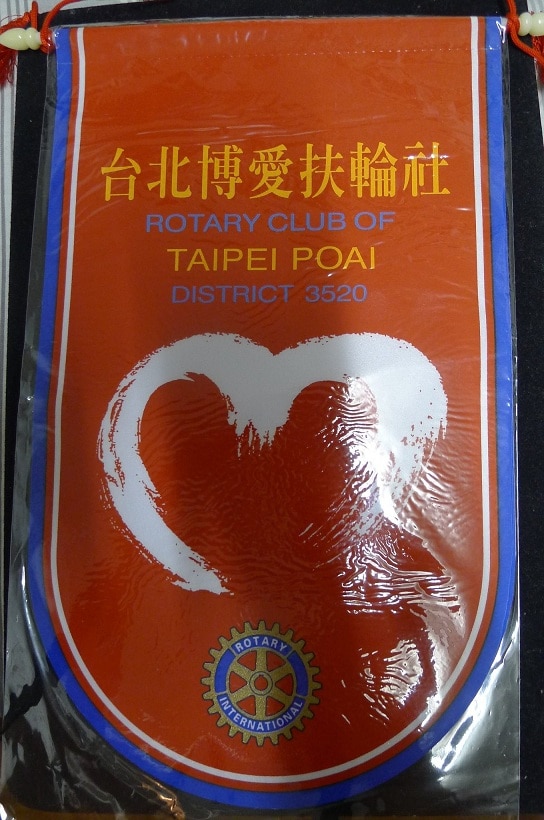 台北博愛扶輪社
ROTARY CLUB OF
TAIPEI POAI
DISTRICT 3520
ROTARY
INTERNATIONAL